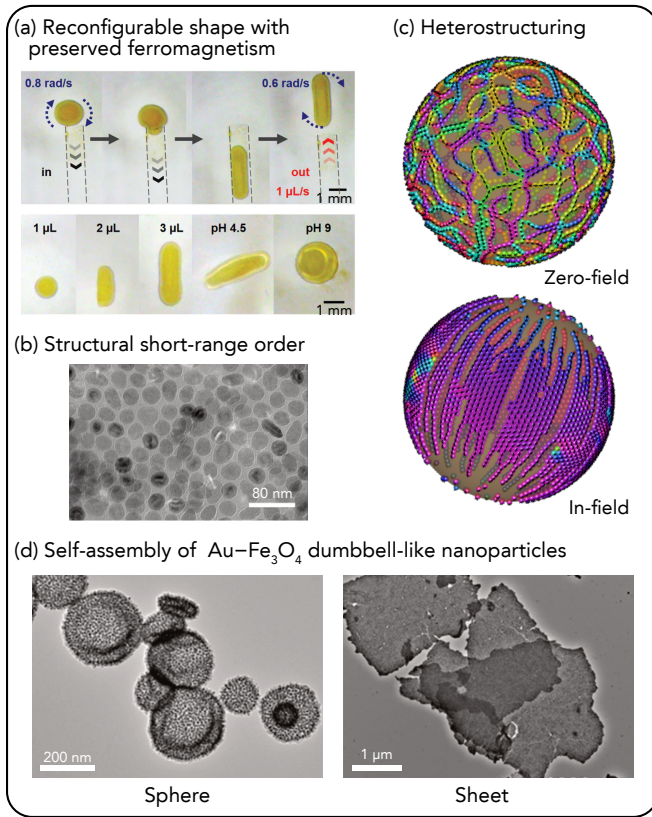 (a) Reconfigurable shape with
preserved ferromagnetism
0.8 rad/s
in
0.6 rad/s
out
1 µL/s
1 mm
1 µL
2 µL
3 µL
pH 4.5
pH 9
1 mm
(b) Structural short-range order
80 nm
(c) Heterostructuring
Zero-field
In-field
(d) Self-assembly of Au−Fe₃O₄ dumbbell-like nanoparticles
200 nm
1 µm
Sphere
Sheet